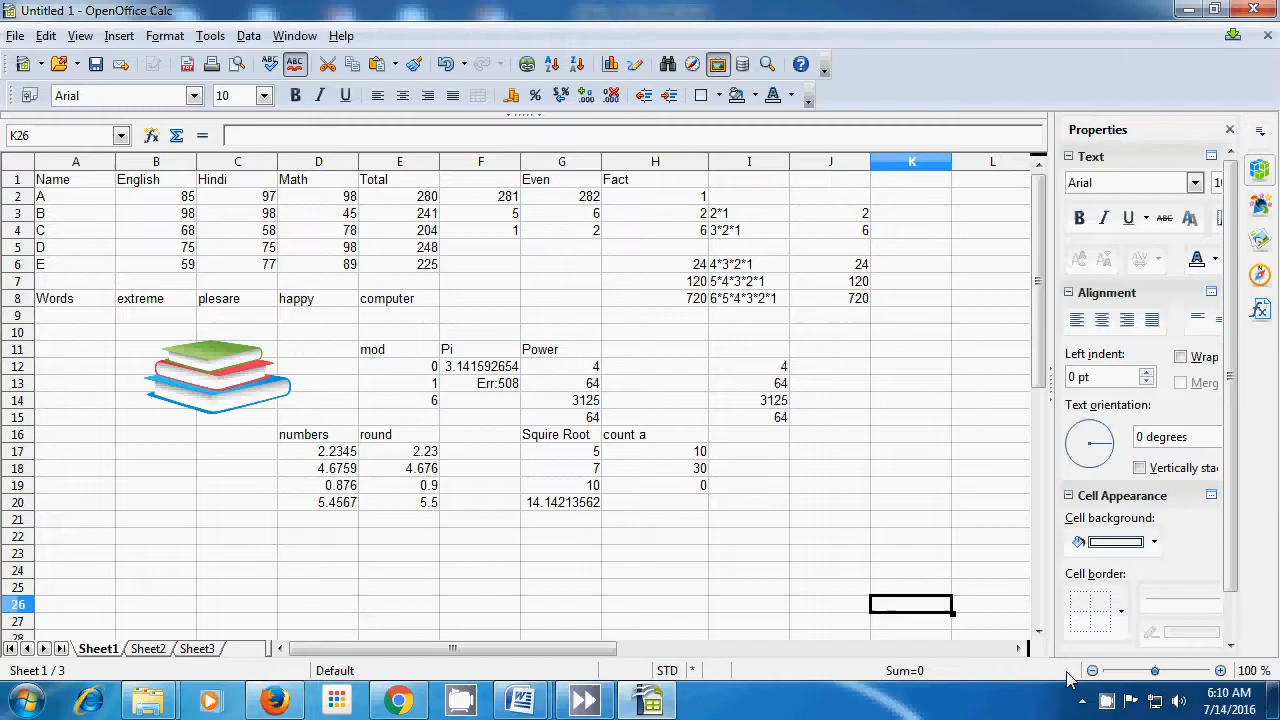 Untitled 1 - OpenOffice Calc
File Edit View Insert Format Tools Data Window Help
Arial 10
K26
A B C D E F G H I J K L
1 Name English Hindi Math Total Even Fact
2 A 85 97 98 280 281 282 1
3 B 98 98 45 241 5 6 2 2*1 2
4 C 68 58 78 204 1 2 6 3*2*1 6
5 D 75 75 98 248
6 E 59 77 89 225 24 4*3*2*1 24
7 120 5*4*3*2*1 120
8 Words extreme plesare happy computer 720 6*5*4*3*2*1 720
9
10
11 mod Pi Power
12 0 3.141592654 4 4
13 1 Err:508 64 64
14 6 3125 3125
15 64 64
16 numbers round Squire Root count a
17 2.2345 2.23 5 10
18 4.6759 4.676 7 30
19 0.876 0.9 10 0
20 5.4567 5.5 14.14213562
21
22
23
24
25
26
27
28
Properties
Text
Arial
Alignment
Left indent: Wrap
0 pt Merg
Text orientation:
0 degrees
Vertically sta
Cell Appearance
Cell background:
Cell border:
Sheet1 Sheet2 Sheet3
Sheet 1 / 3 Default STD * Sum=0 100 %
6:10 AM
7/14/2016